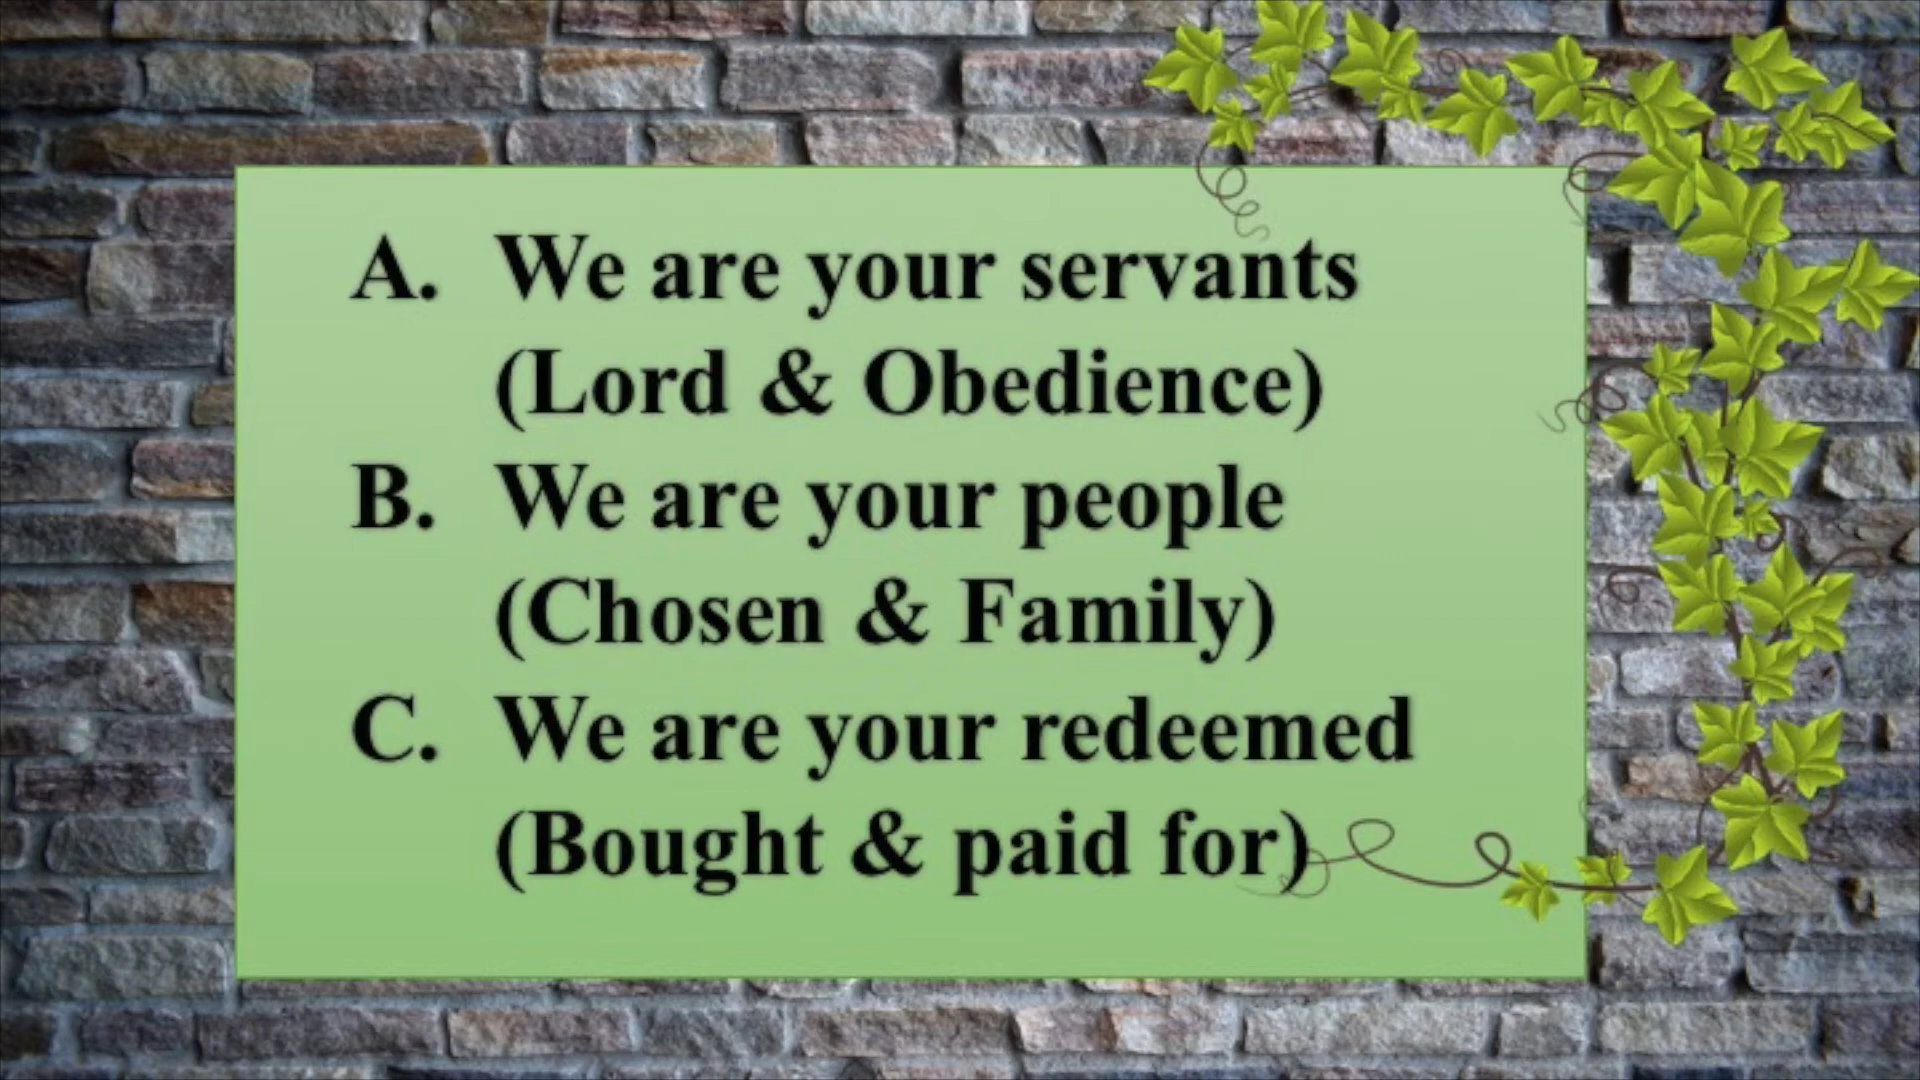 A. We are your servants
(Lord & Obedience)
B. We are your people
(Chosen & Family)
C. We are your redeemed
(Bought & paid for)